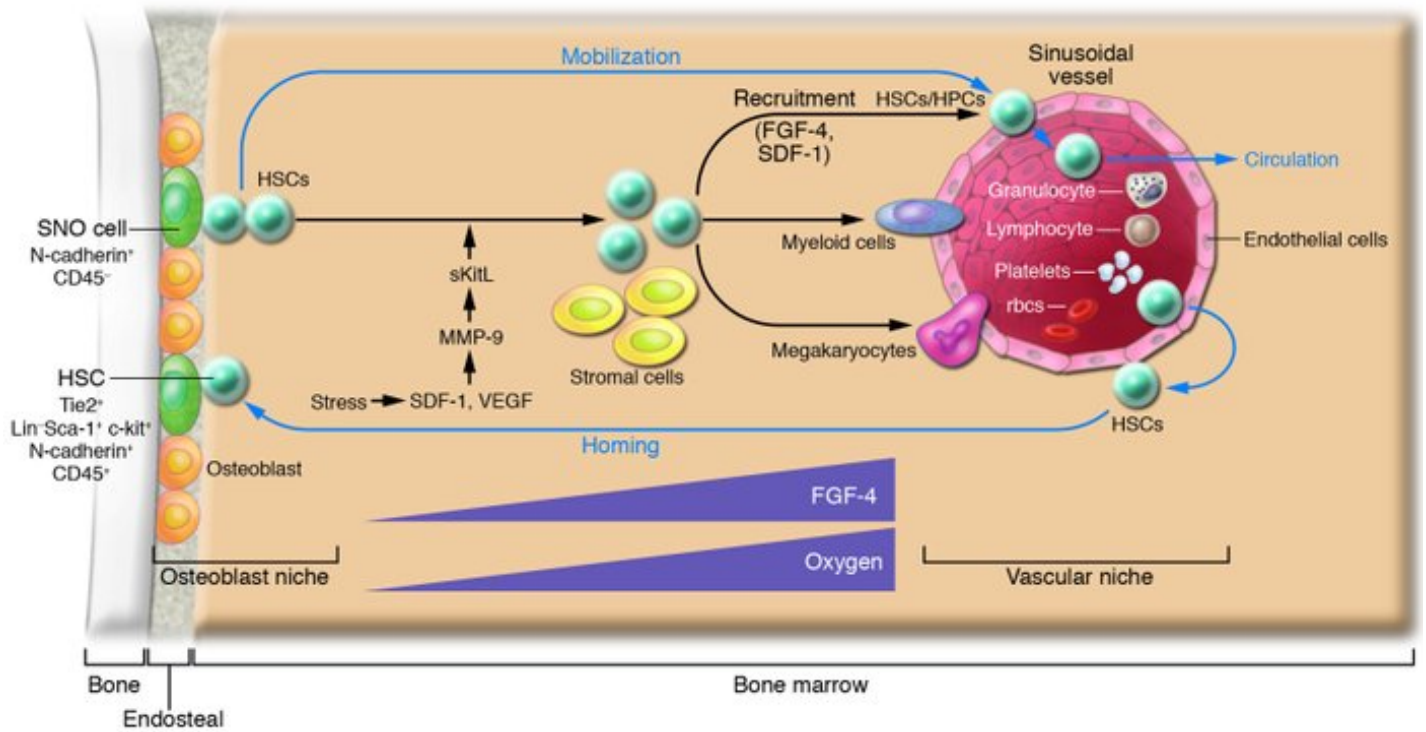 Mobilization
Sinusoidal
vessel
Recruitment
(FGF-4,
SDF-1)
HSCs/HPCs
Circulation
HSCs
SNO cell
N-cadherin⁺
CD45⁻
Granulocyte
Lymphocyte
Platelets
rbcs
Endothelial cells
Myeloid cells
sKitL
MMP-9
Stress
SDF-1, VEGF
Stromal cells
Megakaryocytes
HSC
Tie2⁺
Lin⁻Sca-1⁺ c-kit⁺
N-cadherin⁺
CD45⁺
HSCs
Homing
Osteoblast
FGF-4
Oxygen
Osteoblast niche
Vascular niche
Bone
Endosteal
Bone marrow